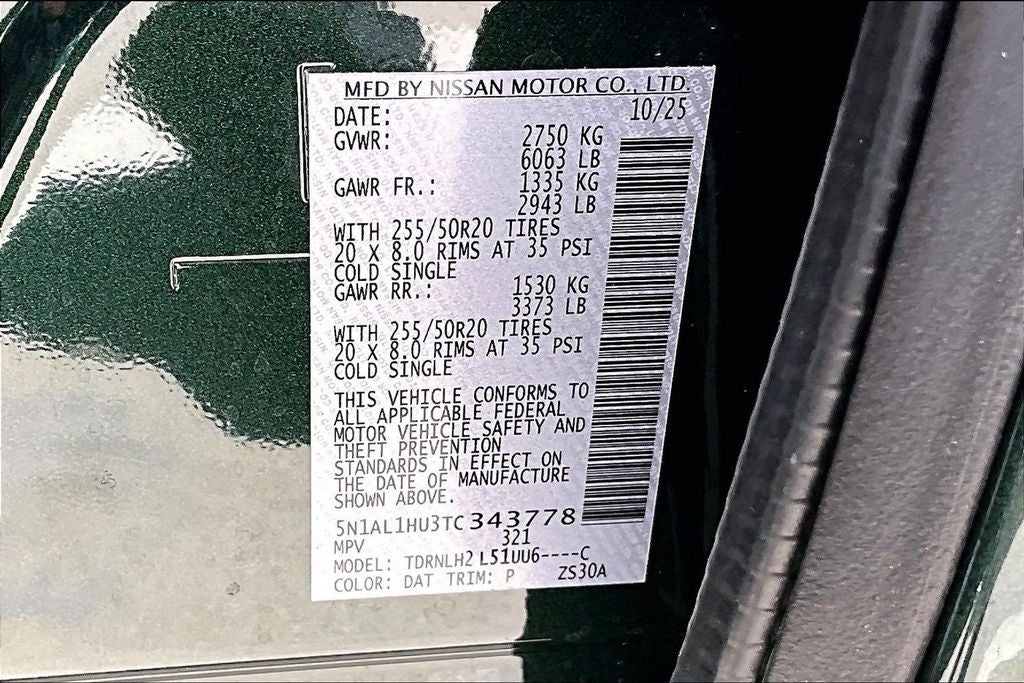 MFD BY NISSAN MOTOR CO., LTD.
DATE: 10/25
GVWR: 2750 KG
6063 LB
GAWR FR.: 1335 KG
2943 LB
WITH 255/50R20 TIRES
20 X 8.0 RIMS AT 35 PSI
COLD SINGLE
GAWR RR.: 1530 KG
3373 LB
WITH 255/50R20 TIRES
20 X 8.0 RIMS AT 35 PSI
COLD SINGLE
THIS VEHICLE CONFORMS TO
ALL APPLICABLE FEDERAL
MOTOR VEHICLE SAFETY AND
THEFT PREVENTION
STANDARDS IN EFFECT ON
THE DATE OF MANUFACTURE
SHOWN ABOVE.
5N1AL1HU3TC343778
MPV 321
MODEL: TDRNLH2 L51UU6----C
COLOR: DAT TRIM: P ZS30A